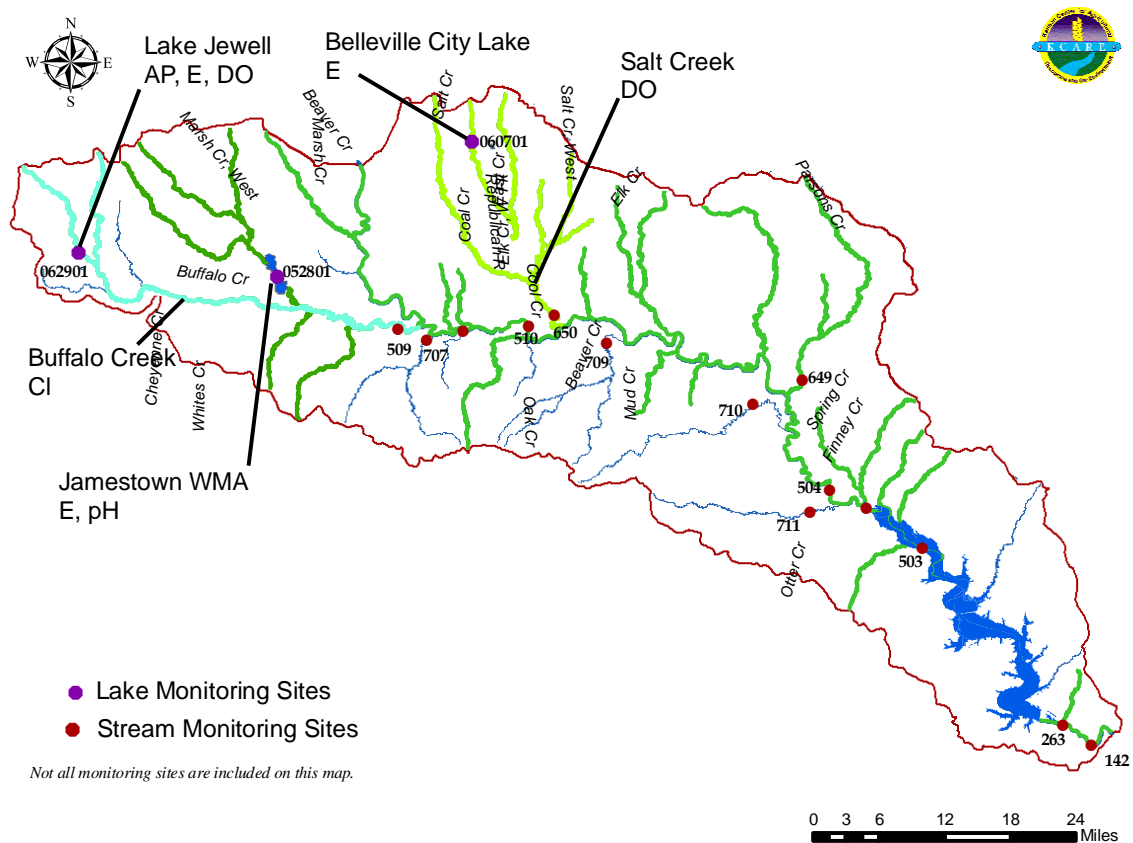 N
W
E
S
Lake Jewell
AP, E, DO
Belleville City Lake
E
Salt Creek
DO
KCARE
Beaver Cr
Marsh Cr
Marsh Cr, West
Salt Cr
Salt Cr West
060701
Coal Cr
Elk Cr
Parsons Cr
062901
Buffalo Cr
052801
Cool Cr
Buffalo Creek
Cl
Cheyenne Cr
Whites Cr
509
707
510
650
Beaver Cr
709
Mud Cr
Oak Cr
649
710
Spring Cr
Finney Cr
Jamestown WMA
E, pH
504
711
Otter Cr
503
Lake Monitoring Sites
Stream Monitoring Sites
Not all monitoring sites are included on this map.
263
142
0 3 6 12 18 24
Miles